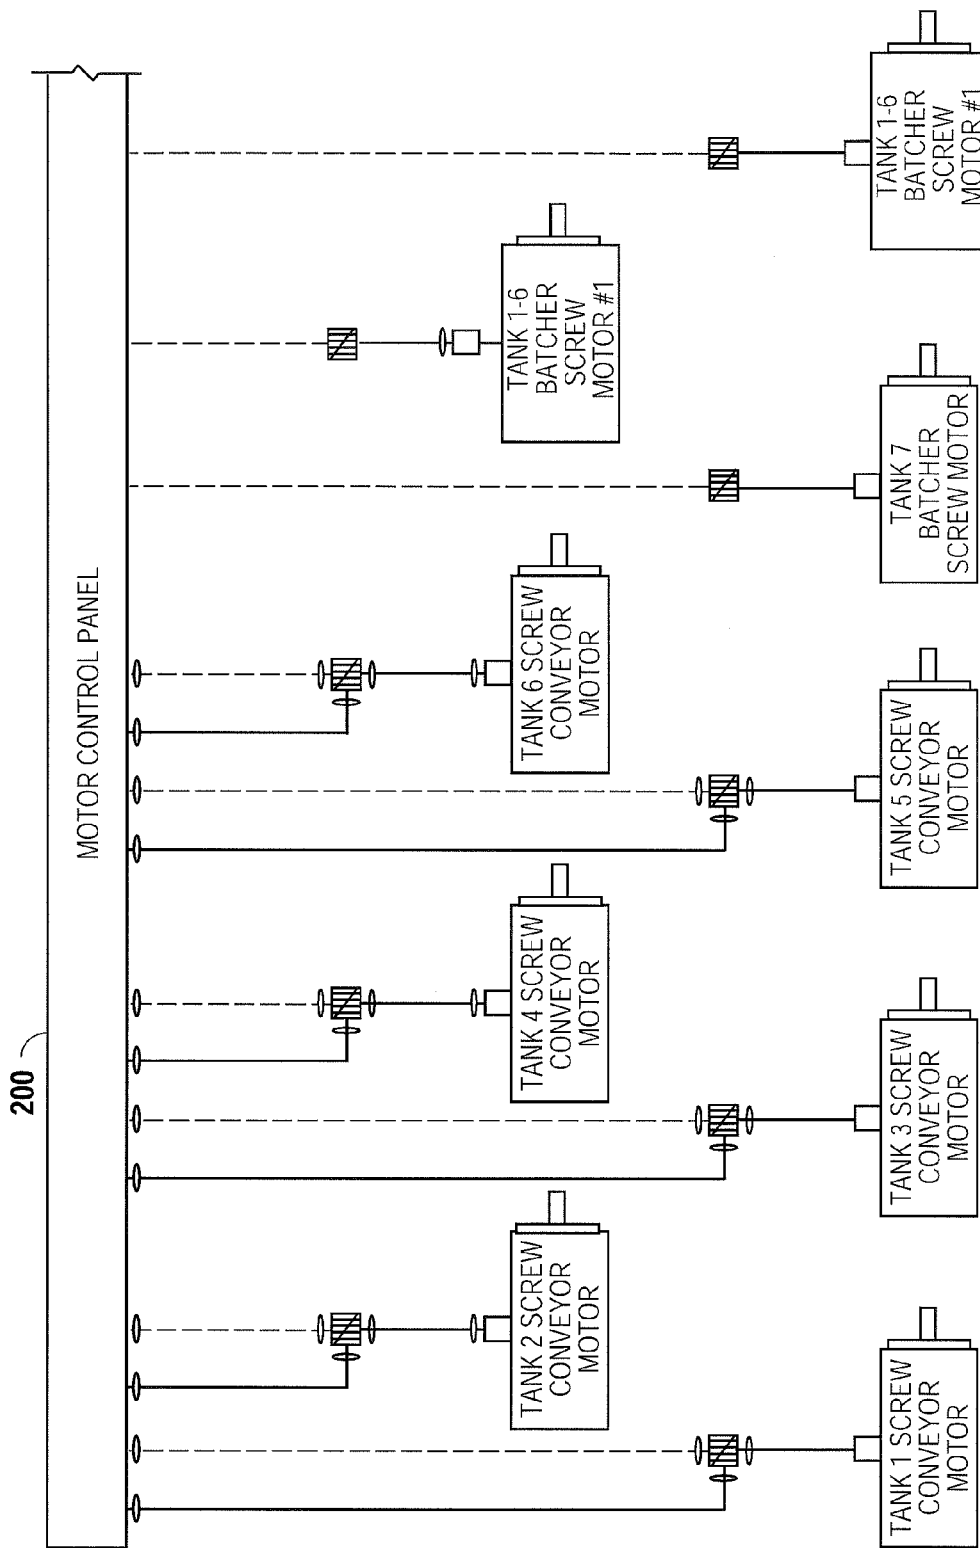 200
MOTOR CONTROL PANEL
TANK 1 SCREW
CONVEYOR
MOTOR
TANK 2 SCREW
CONVEYOR
MOTOR
TANK 3 SCREW
CONVEYOR
MOTOR
TANK 4 SCREW
CONVEYOR
MOTOR
TANK 5 SCREW
CONVEYOR
MOTOR
TANK 6 SCREW
CONVEYOR
MOTOR
TANK 7
BATCHER
SCREW MOTOR
TANK 1-6
BATCHER
SCREW
MOTOR #1
TANK 1-6
BATCHER
SCREW
MOTOR #1